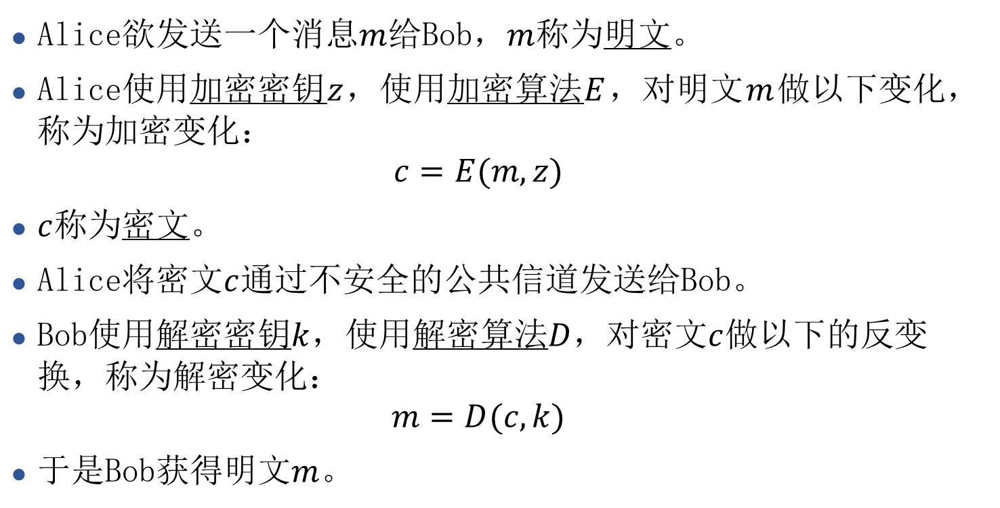 • Alice欲发送一个消息m给Bob，m称为明文。
• Alice使用加密密钥z，使用加密算法E，对明文m做以下变化，
称为加密变化：
c = E(m, z)
• c称为密文。
• Alice将密文c通过不安全的公共信道发送给Bob。
• Bob使用解密密钥k，使用解密算法D，对密文c做以下的反变
换，称为解密变化：
m = D(c, k)
• 于是Bob获得明文m。